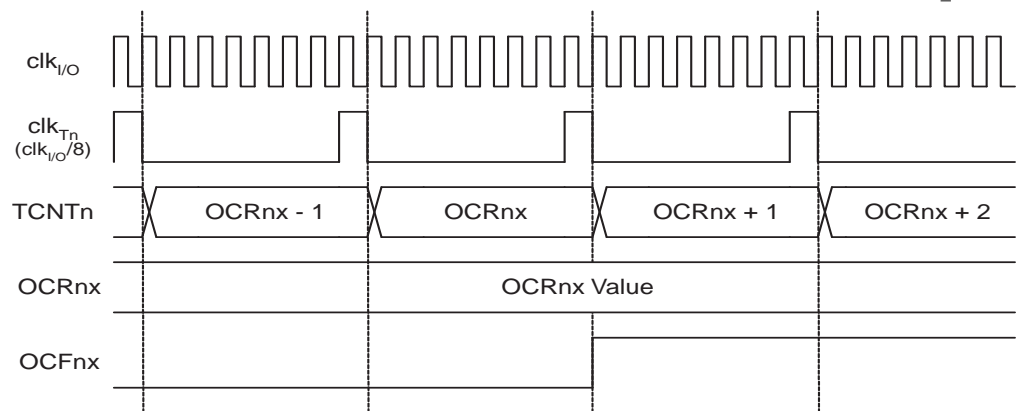 clkI/O
clkTn
(clkI/O/8)
TCNTn
OCRnx - 1
OCRnx
OCRnx + 1
OCRnx + 2
OCRnx
OCRnx Value
OCFnx